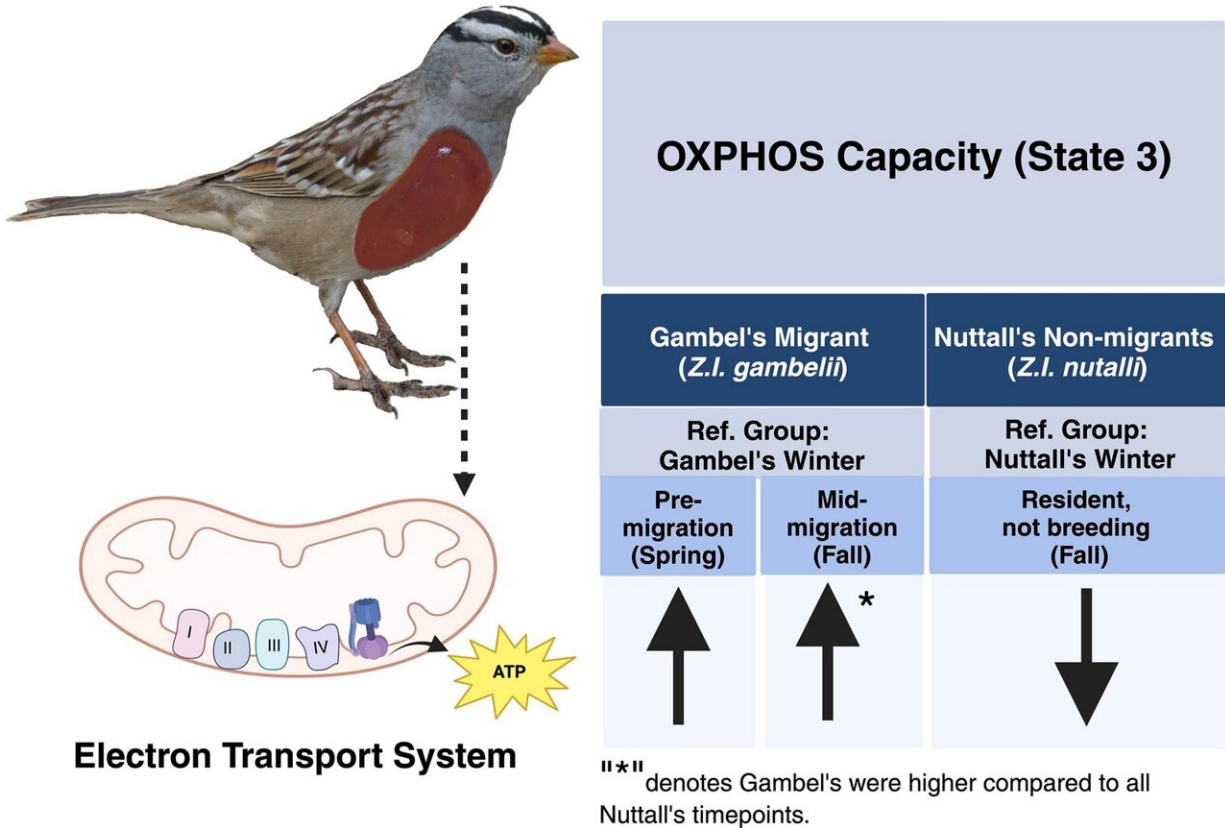 OXPHOS Capacity (State 3)
Gambel's Migrant
(Z.l. gambelii)
Nuttall's Non-migrants
(Z.l. nutalli)
Ref. Group:
Gambel's Winter
Ref. Group:
Nuttall's Winter
Pre-
migration
(Spring)
Mid-
migration
(Fall)
Resident,
not breeding
(Fall)
*
I
II
III
IV
ATP
Electron Transport System
"*" denotes Gambel's were higher compared to all
Nuttall's timepoints.